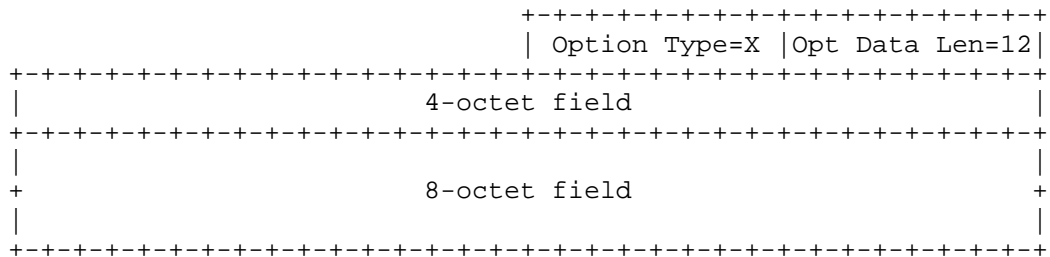 +-+-+-+-+-+-+-+-+-+-+-+-+-+-+-+-+
| Option Type=X |Opt Data Len=12|
+-+-+-+-+-+-+-+-+-+-+-+-+-+-+-+-+-+-+-+-+-+-+-+-+-+-+-+-+-+-+-+-+
| 4-octet field |
+-+-+-+-+-+-+-+-+-+-+-+-+-+-+-+-+-+-+-+-+-+-+-+-+-+-+-+-+-+-+-+-+
| |
+ 8-octet field +
| |
+-+-+-+-+-+-+-+-+-+-+-+-+-+-+-+-+-+-+-+-+-+-+-+-+-+-+-+-+-+-+-+-+